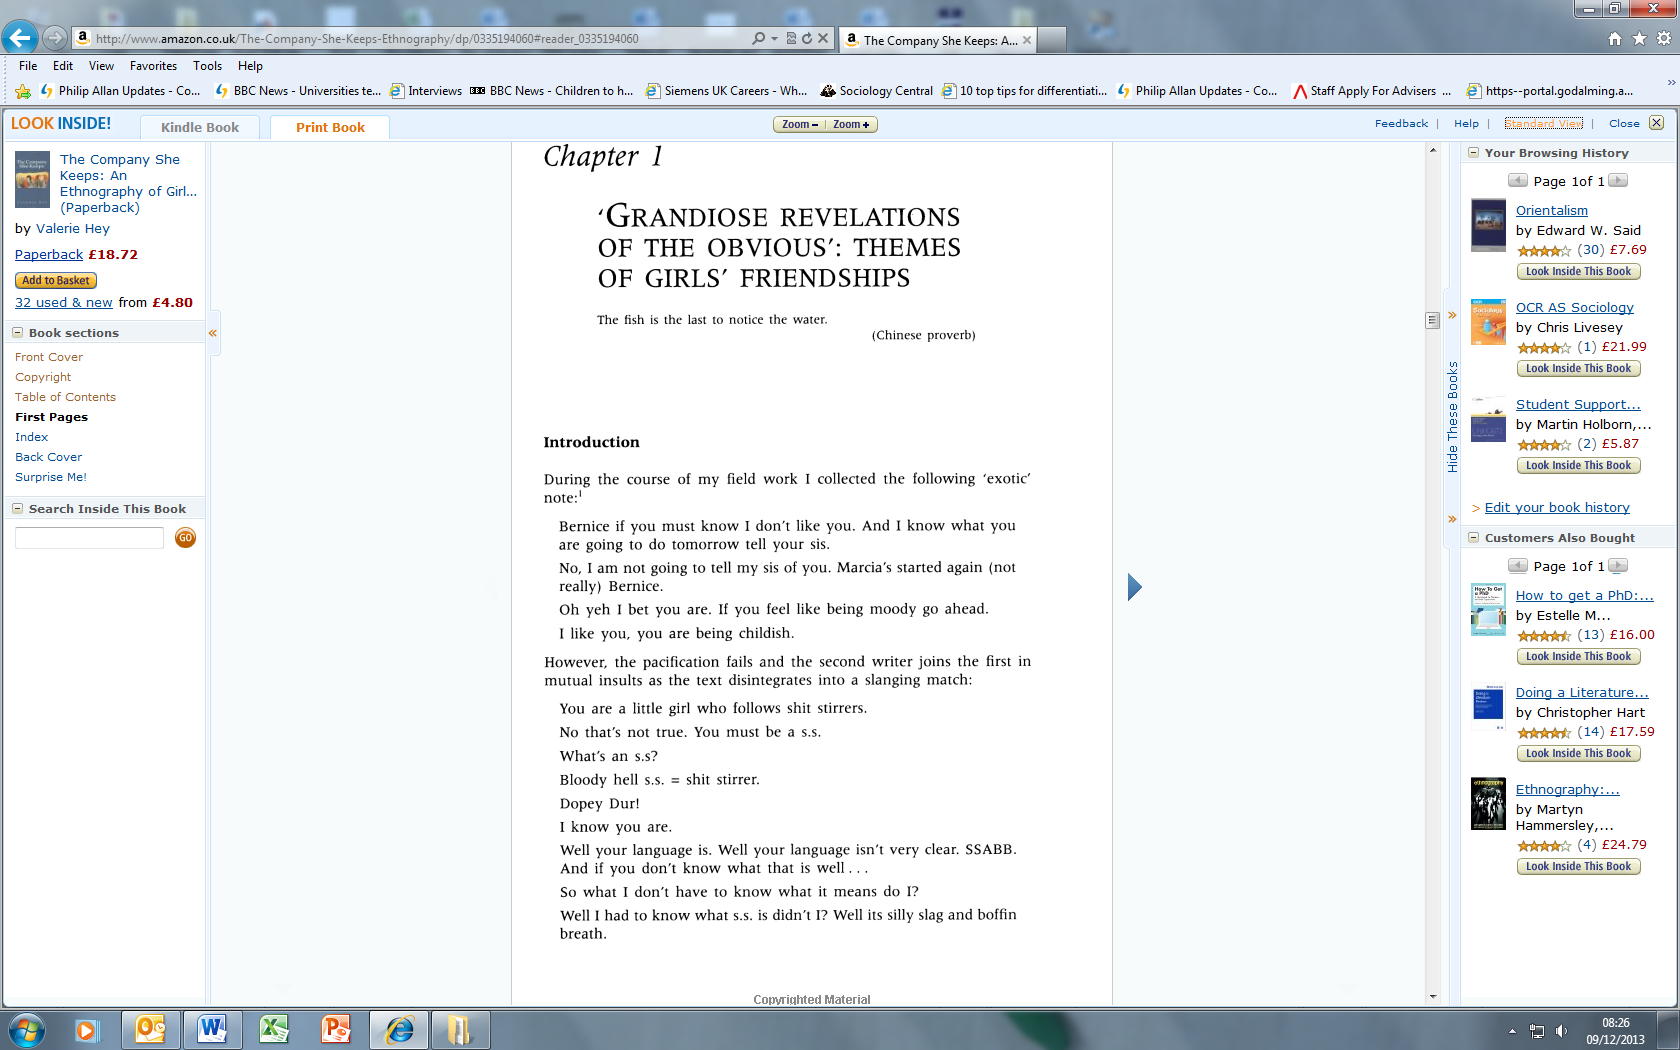 http://www.amazon.co.uk/The-Company-She-Keeps-Ethnography/dp/0335194060#reader_0335194060
The Company She Keeps: A...
File Edit View Favorites Tools Help
Philip Allan Updates - Co... BBC News - Universities te... Interviews BBC News - Children to h... Siemens UK Careers - Wh... Sociology Central 10 top tips for differentiati... Philip Allan Updates - Co... Staff Apply For Advisers ... https--portal.godalming.a...
LOOK INSIDE! Kindle Book Print Book Zoom – Zoom + Feedback | Help | Standard View | Close
The Company She
Keeps: An
Ethnography of Girl...
(Paperback)
by Valerie Hey
Paperback £18.72
Add to Basket
32 used & new from £4.80
Book sections
Front Cover
Copyright
Table of Contents
First Pages
Index
Back Cover
Surprise Me!
Search Inside This Book
GO
Chapter 1
‘GRANDIOSE REVELATIONS
OF THE OBVIOUS’: THEMES
OF GIRLS’ FRIENDSHIPS
The fish is the last to notice the water.
(Chinese proverb)
Introduction
During the course of my field work I collected the following ‘exotic’
note:1
Bernice if you must know I don’t like you. And I know what you
are going to do tomorrow tell your sis.
No, I am not going to tell my sis of you. Marcia’s started again (not
really) Bernice.
Oh yeh I bet you are. If you feel like being moody go ahead.
I like you, you are being childish.
However, the pacification fails and the second writer joins the first in
mutual insults as the text disintegrates into a slanging match:
You are a little girl who follows shit stirrers.
No that’s not true. You must be a s.s.
What’s an s.s?
Bloody hell s.s. = shit stirrer.
Dopey Dur!
I know you are.
Well your language is. Well your language isn’t very clear. SSABB.
And if you don’t know what that is well . . .
So what I don’t have to know what it means do I?
Well I had to know what s.s. is didn’t I? Well its silly slag and boffin
breath.
Copyrighted Material
Hide These Books
Your Browsing History
Page 1of 1
Orientalism
by Edward W. Said
(30) £7.69
Look Inside This Book
OCR AS Sociology
by Chris Livesey
(1) £21.99
Look Inside This Book
Student Support...
by Martin Holborn,...
(2) £5.87
Look Inside This Book
> Edit your book history
Customers Also Bought
Page 1of 1
How to get a PhD:...
by Estelle M...
(13) £16.00
Look Inside This Book
Doing a Literature...
by Christopher Hart
(14) £17.59
Look Inside This Book
Ethnography:...
by Martyn
Hammersley,...
(4) £24.79
Look Inside This Book
08:26
09/12/2013